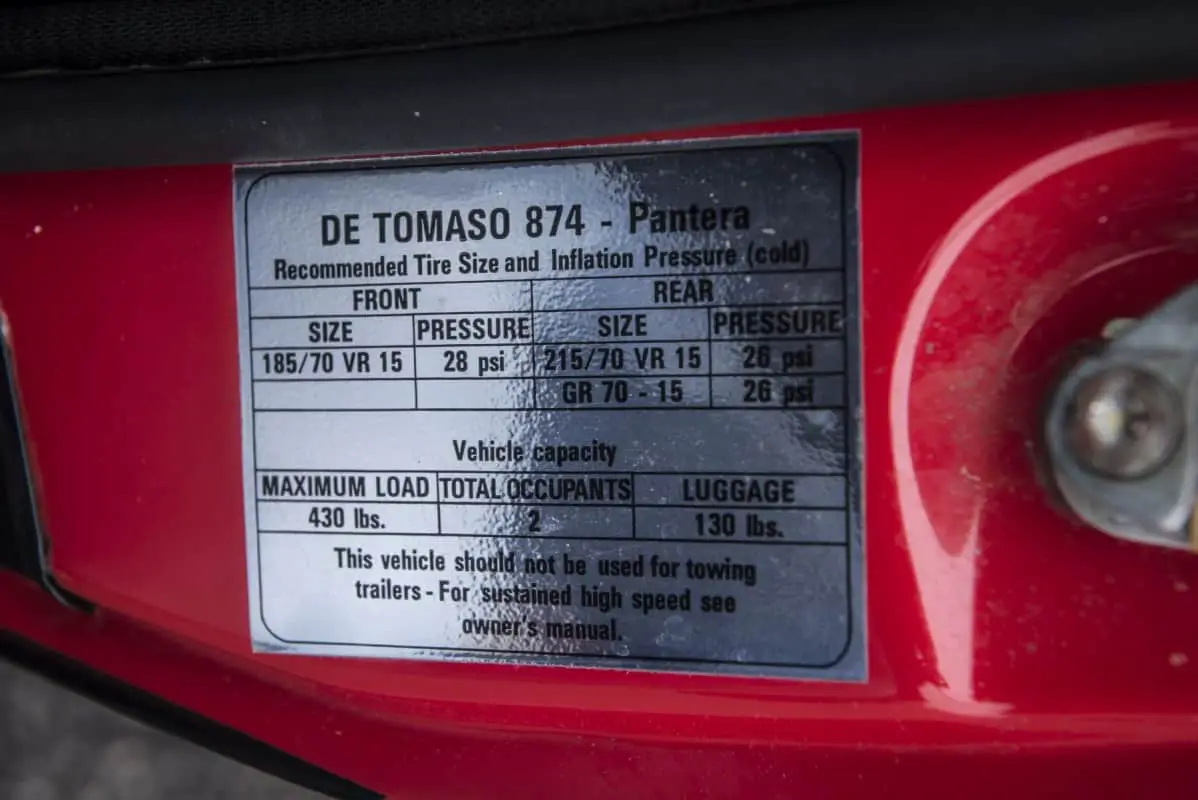 DE TOMASO 874 - Pantera
Recommended Tire Size and Inflation Pressure (cold)
FRONT REAR
SIZE PRESSURE SIZE PRESSURE
185/70 VR 15 28 psi 215/70 VR 15 26 psi
GR 70 - 15 26 psi
Vehicle capacity
MAXIMUM LOAD TOTAL OCCUPANTS LUGGAGE
430 lbs. 2 130 lbs.
This vehicle should not be used for towing
trailers - For sustained high speed see
owner's manual.